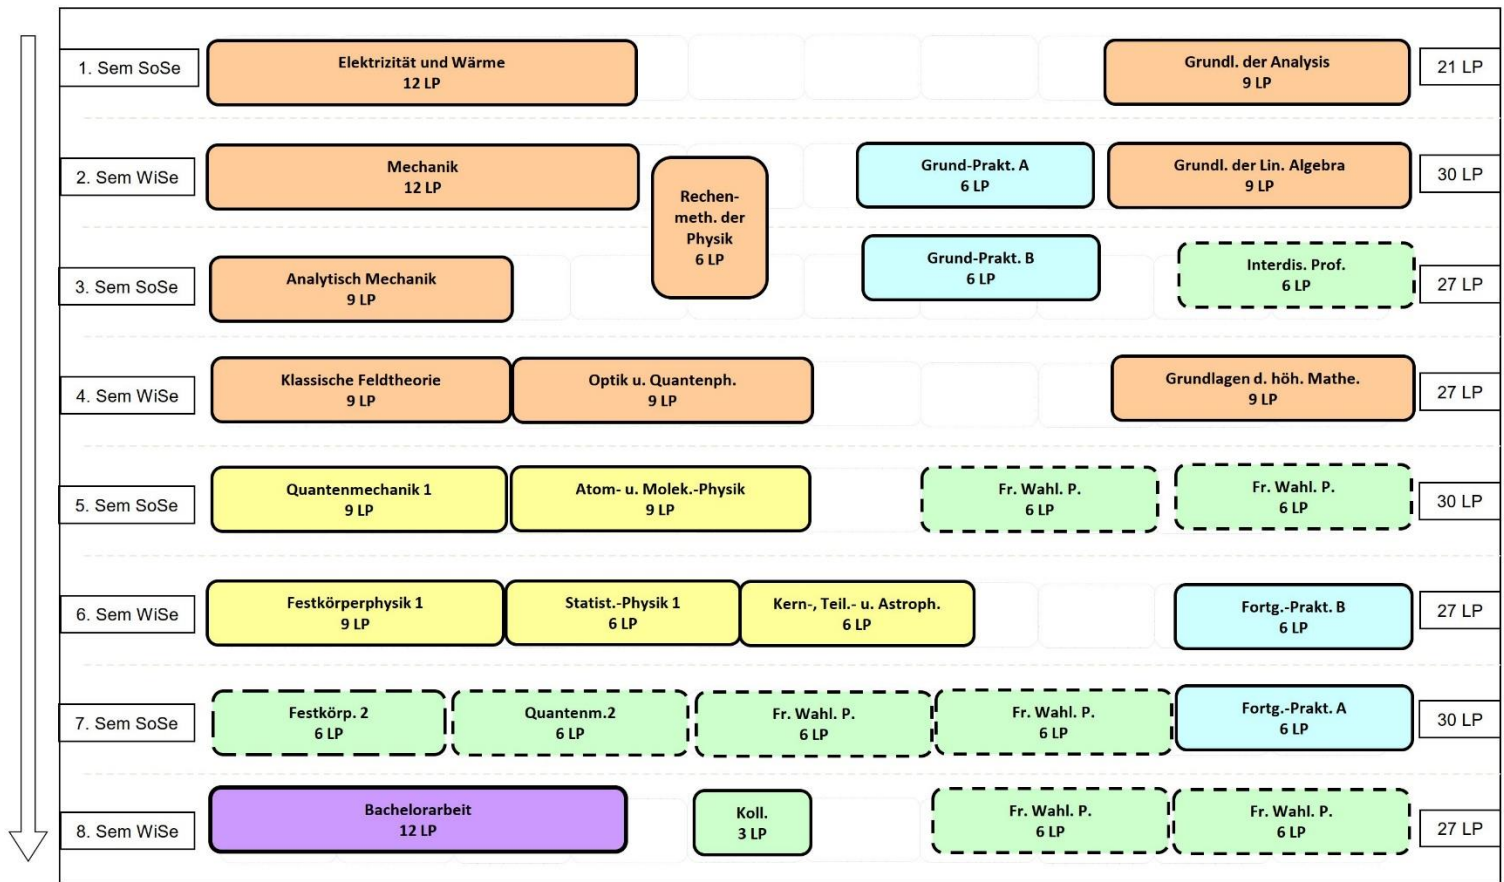 1. Sem SoSe
Elektrizität und Wärme
12 LP
Grundl. der Analysis
9 LP
21 LP
2. Sem WiSe
Mechanik
12 LP
Rechen-
meth. der
Physik
6 LP
Grund-Prakt. A
6 LP
Grundl. der Lin. Algebra
9 LP
30 LP
3. Sem SoSe
Analytisch Mechanik
9 LP
Grund-Prakt. B
6 LP
Interdis. Prof.
6 LP
27 LP
4. Sem WiSe
Klassische Feldtheorie
9 LP
Optik u. Quantenph.
9 LP
Grundlagen d. höh. Mathe.
9 LP
27 LP
5. Sem SoSe
Quantenmechanik 1
9 LP
Atom- u. Molek.-Physik
9 LP
Fr. Wahl. P.
6 LP
Fr. Wahl. P.
6 LP
30 LP
6. Sem WiSe
Festkörperphysik 1
9 LP
Statist.-Physik 1
6 LP
Kern-, Teil.- u. Astroph.
6 LP
Fortg.-Prakt. B
6 LP
27 LP
7. Sem SoSe
Festkörp. 2
6 LP
Quantenm.2
6 LP
Fr. Wahl. P.
6 LP
Fr. Wahl. P.
6 LP
Fortg.-Prakt. A
6 LP
30 LP
8. Sem WiSe
Bachelorarbeit
12 LP
Koll.
3 LP
Fr. Wahl. P.
6 LP
Fr. Wahl. P.
6 LP
27 LP